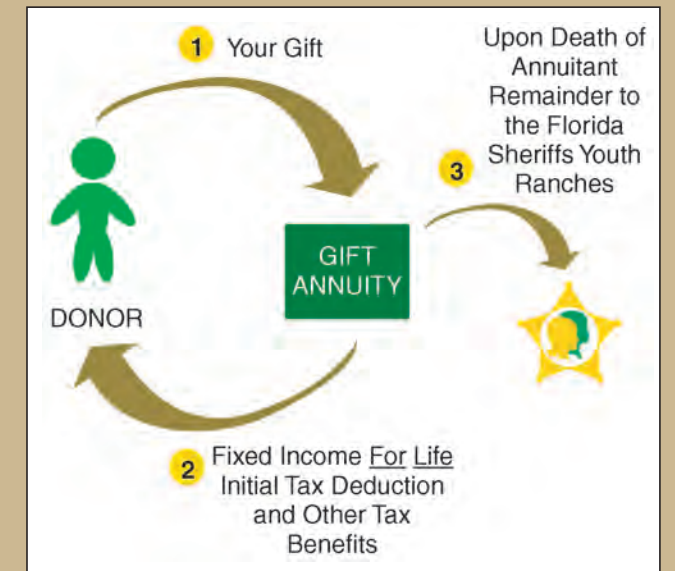 1 Your Gift
DONOR
GIFT
ANNUITY
2 Fixed Income For Life
Initial Tax Deduction
and Other Tax
Benefits
3
Upon Death of
Annuitant
Remainder to
the Florida
Sheriffs Youth
Ranches